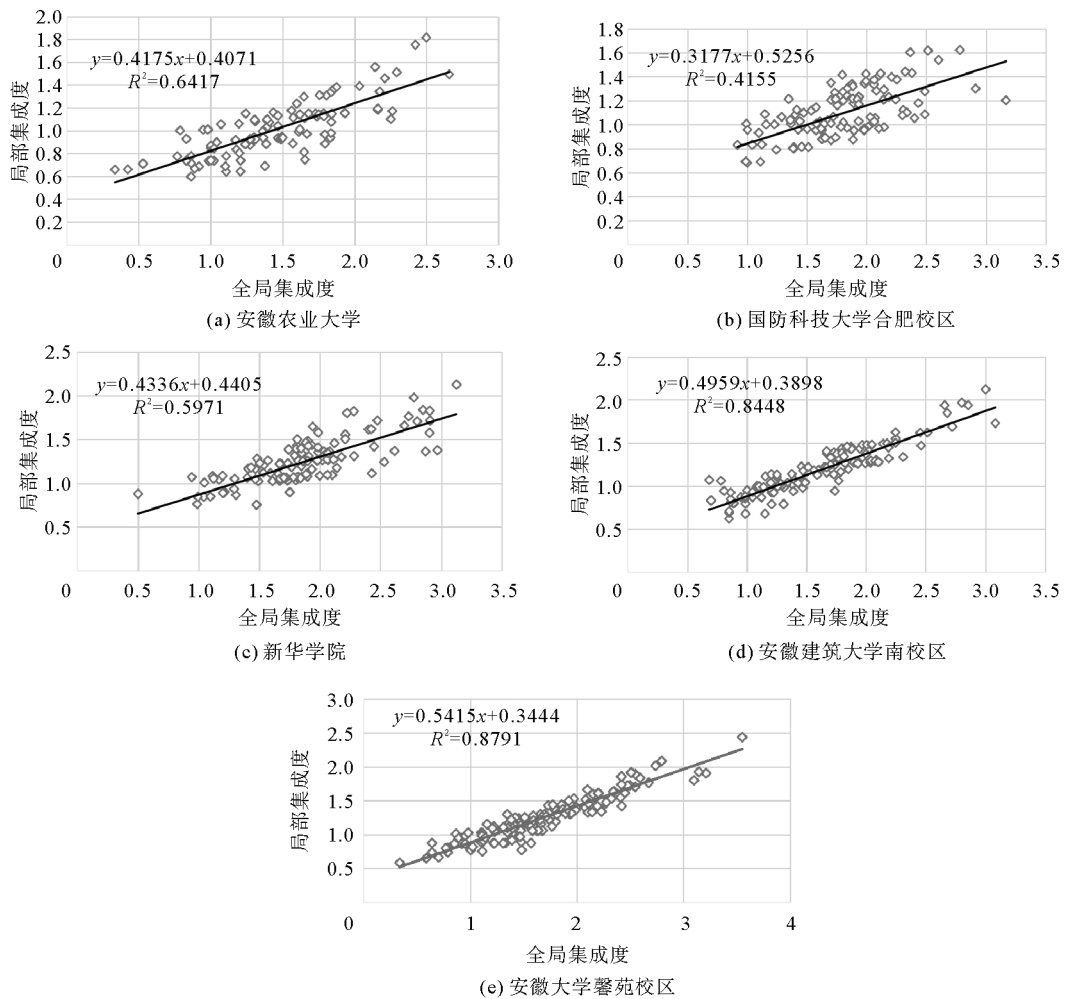 2.0
1.8
1.6
1.4
1.2
1.0
0.8
0.6
0.4
0.2
局部集成度
y=0.4175x+0.4071
R²=0.6417
0 0.5 1.0 1.5 2.0 2.5 3.0
全局集成度
(a) 安徽农业大学
1.8
1.6
1.4
1.2
1.0
0.8
0.6
0.4
0.2
局部集成度
y=0.3177x+0.5256
R²=0.4155
0 0.5 1.0 1.5 2.0 2.5 3.0 3.5
全局集成度
(b) 国防科技大学合肥校区
2.5
2.0
1.5
1.0
0.5
局部集成度
y=0.4336x+0.4405
R²=0.5971
0 0.5 1.0 1.5 2.0 2.5 3.0 3.5
全局集成度
(c) 新华学院
2.5
2.0
1.5
1.0
0.5
局部集成度
y=0.4959x+0.3898
R²=0.8448
0 0.5 1.0 1.5 2.0 2.5 3.0 3.5
全局集成度
(d) 安徽建筑大学南校区
3.0
2.5
2.0
1.5
1.0
0.5
局部集成度
y=0.5415x+0.3444
R²=0.8791
0 1 2 3 4
全局集成度
(e) 安徽大学馨苑校区